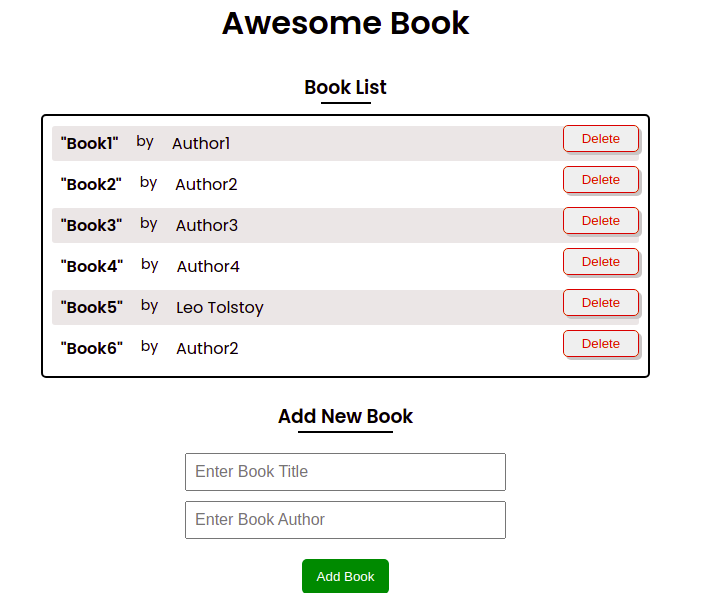 Awesome Book
Book List
"Book1" by Author1 Delete
"Book2" by Author2 Delete
"Book3" by Author3 Delete
"Book4" by Author4 Delete
"Book5" by Leo Tolstoy Delete
"Book6" by Author2 Delete
Add New Book
Enter Book Title
Enter Book Author
Add Book